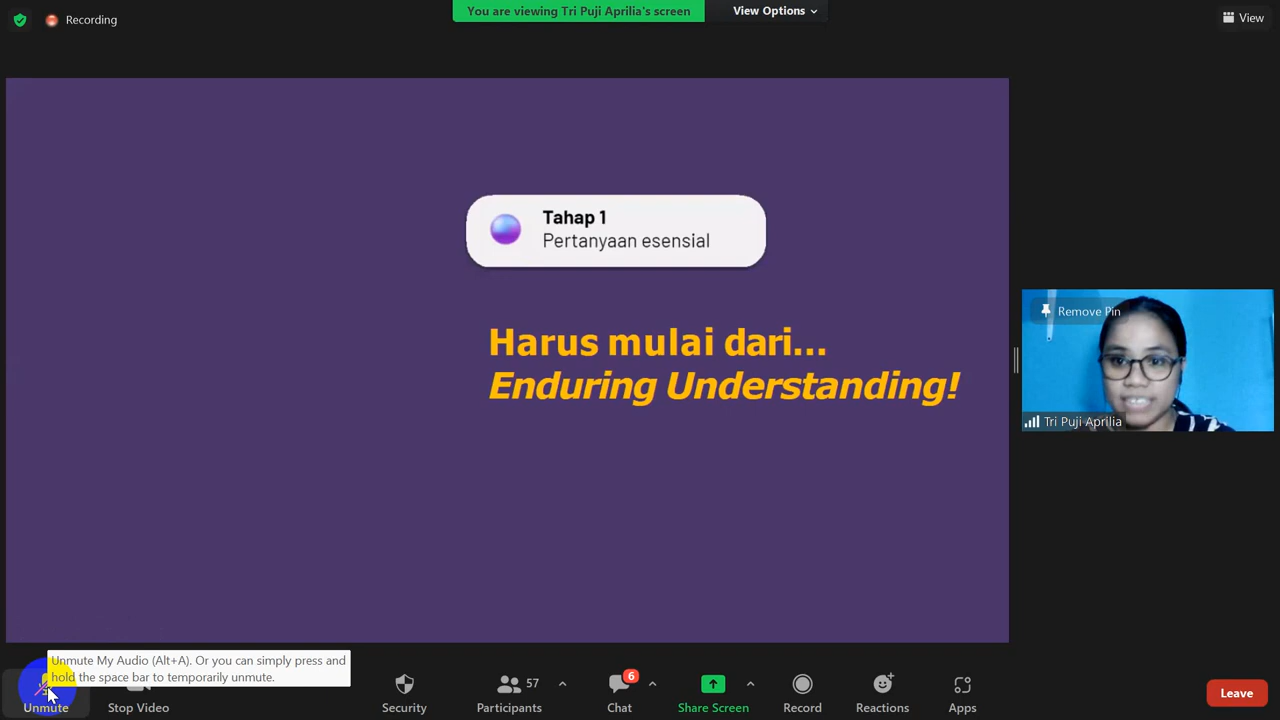 Recording
You are viewing Tri Puji Aprilia's screen
View Options
View
Tahap 1
Pertanyaan esensial
Harus mulai dari...
Enduring Understanding!
Remove Pin
Tri Puji Aprilia
Unmute My Audio (Alt+A). Or you can simply press and
hold the space bar to temporarily unmute.
Unmute
Stop Video
Security
Participants
57
Chat
6
Share Screen
Record
Reactions
Apps
Leave